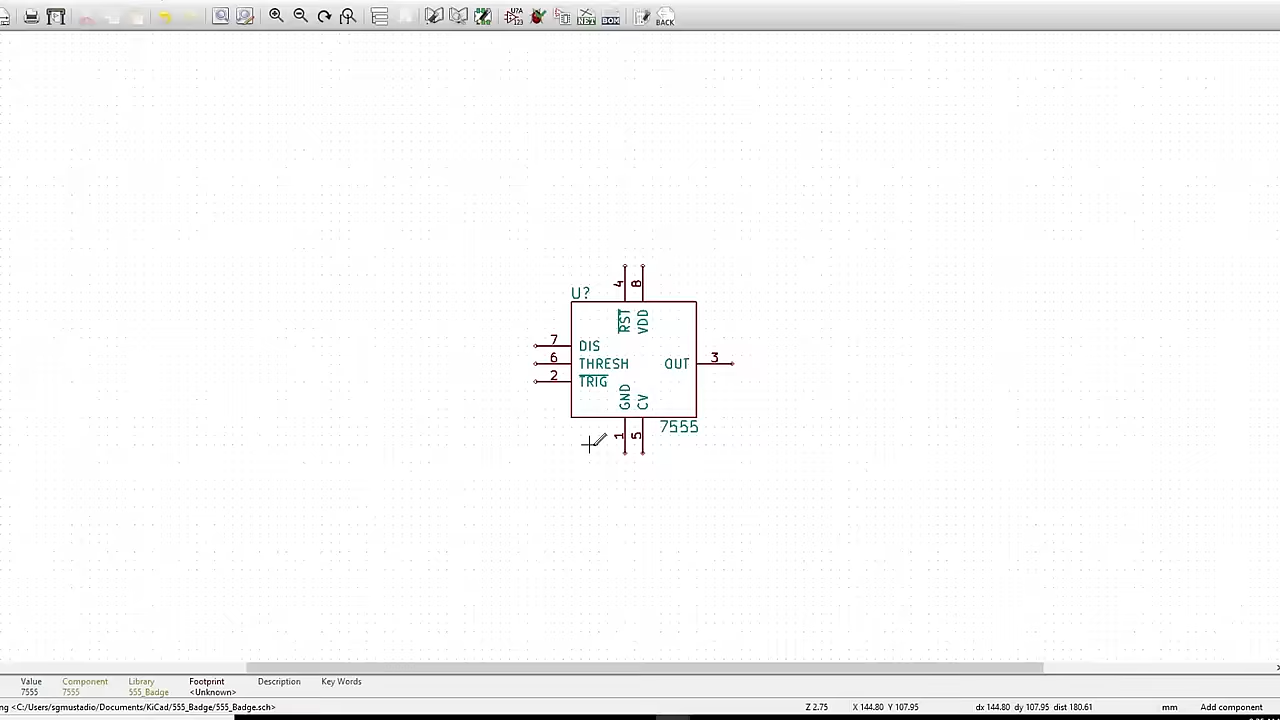 U?A
123
NET
BOM
BACK
4
8
U?
RST
VDD
7
DIS
6
THRESH
OUT
3
2
TRIG
GND
CV
7555
1
5
Value Component Library Footprint Description Key Words
7555 7555 555_Badge <Unknown>
ng <C:/Users/sgmustadio/Documents/KiCad/555_Badge/555_Badge.sch> Z 2.75 X 144.80 Y 107.95 dx 144.80 dy 107.95 dist 180.61 mm Add component